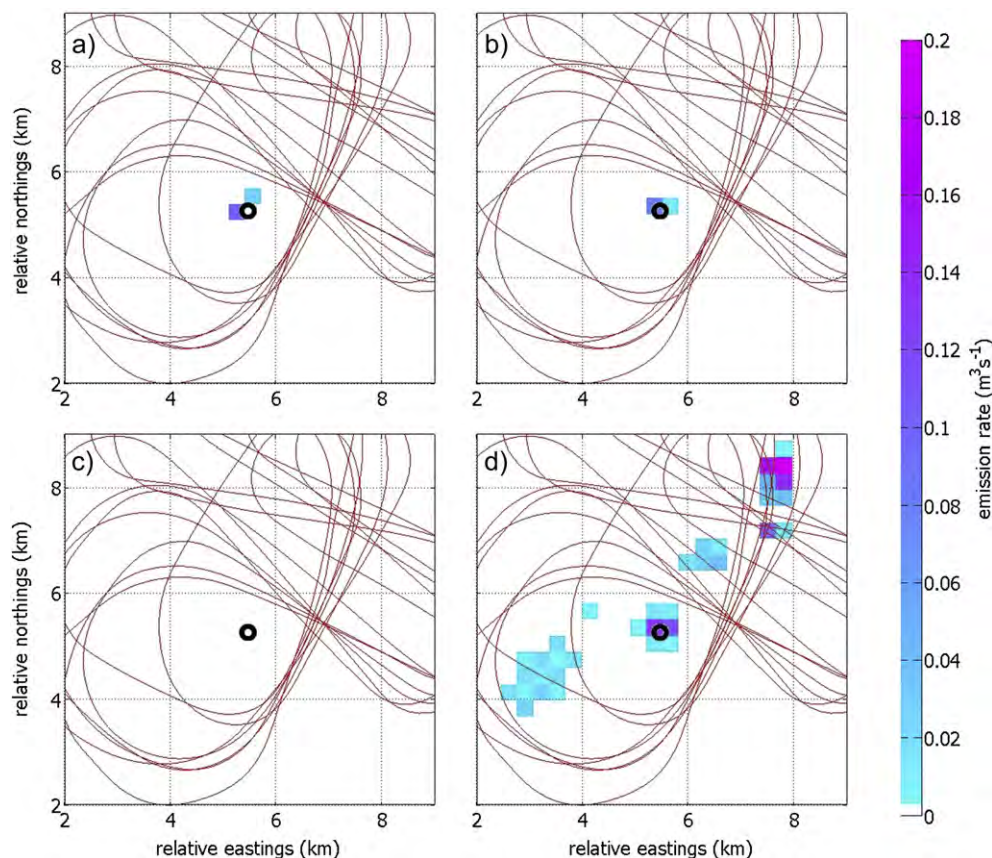 a)
b)
relative northings (km)
8
6
4
2
2 4 6 8
2 4 6 8
c)
d)
relative northings (km)
8
6
4
2
2 4 6 8
2 4 6 8
relative eastings (km)
relative eastings (km)
0.2
0.18
0.16
0.14
0.12
0.1
0.08
0.06
0.04
0.02
0
emission rate (m³s⁻¹)